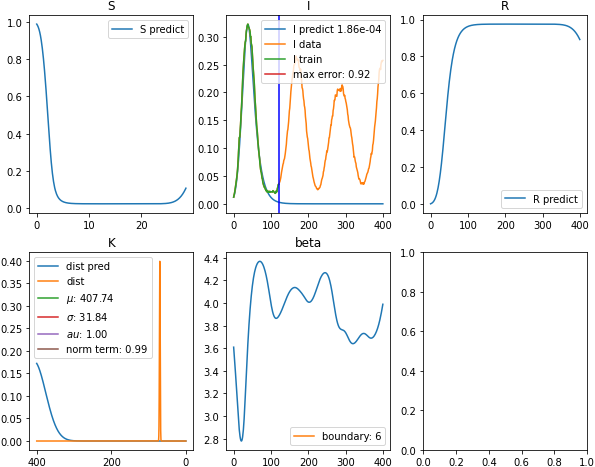 S
1.0
0.8
0.6
0.4
0.2
0.0
S predict
0 10 20
I
0.30
0.25
0.20
0.15
0.10
0.05
0.00
I predict 1.86e-04
I data
I train
max error: 0.92
0 100 200 300 400
R
1.0
0.8
0.6
0.4
0.2
0.0
R predict
0 100 200 300 400
K
0.40
0.35
0.30
0.25
0.20
0.15
0.10
0.05
0.00
dist pred
dist
μ: 407.74
σ: 31.84
au: 1.00
norm term: 0.99
400 200 0
beta
4.4
4.2
4.0
3.8
3.6
3.4
3.2
3.0
2.8
boundary: 6
0 100 200 300 400
1.0
0.8
0.6
0.4
0.2
0.0
0.0 0.2 0.4 0.6 0.8 1.0